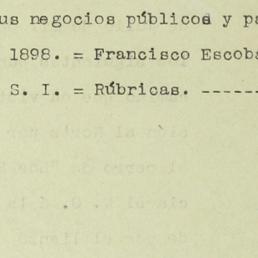 us negocios públicos y pa
1898. = Francisco Escoba
S. I. = Rúbricas. ------